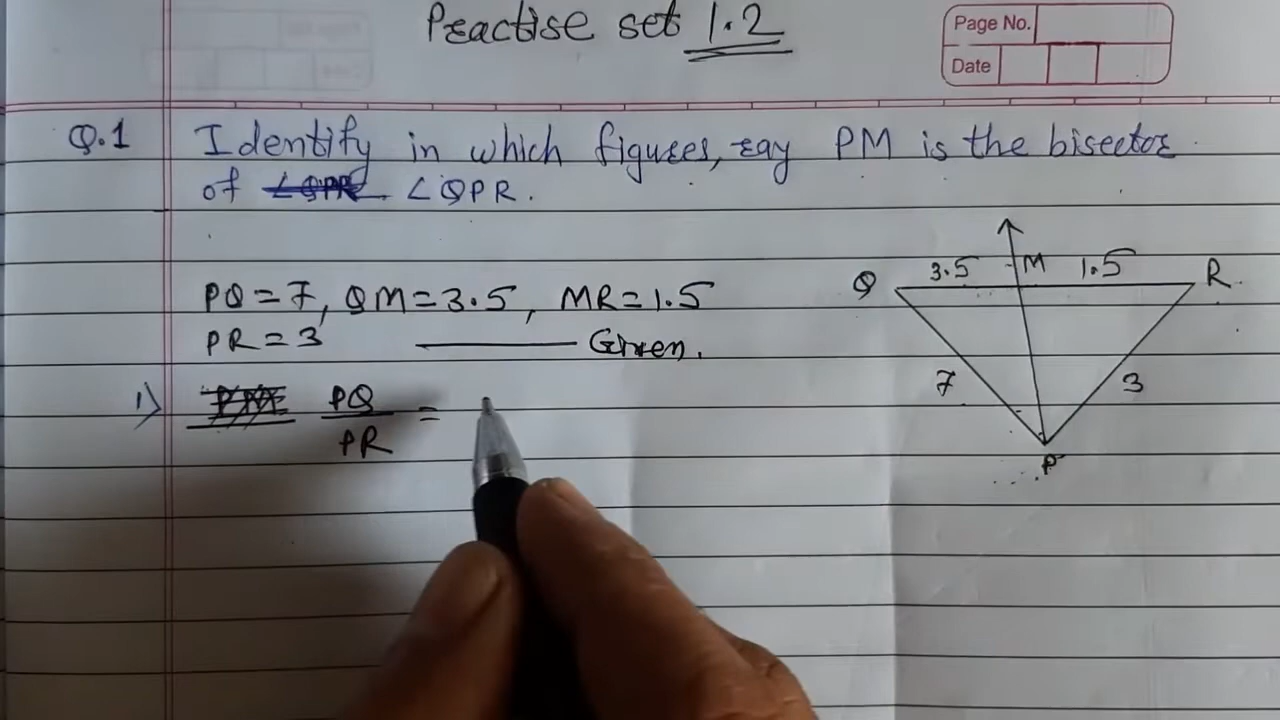 Practise set 1.2
Page No.
Date
Q.1 Identify in which figures, ray PM is the bisector
of ∠QPR.
PQ = 7, QM = 3.5, MR = 1.5
PR = 3 ——— Given.
1) PQ/PR =
Q 3.5 M 1.5 R
7 3
P